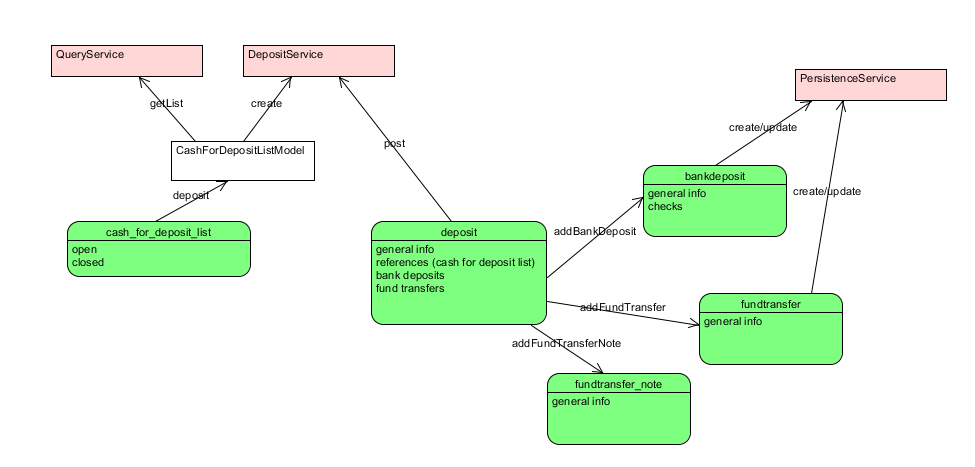 QueryService
DepositService
PersistenceService
getList
create
create/update
post
CashForDepositListModel
bankdeposit
general info
checks
deposit
create/update
cash_for_deposit_list
open
closed
deposit
general info
references (cash for deposit list)
bank deposits
fund transfers
addBankDeposit
addFundTransfer
fundtransfer
general info
addFundTransferNote
fundtransfer_note
general info